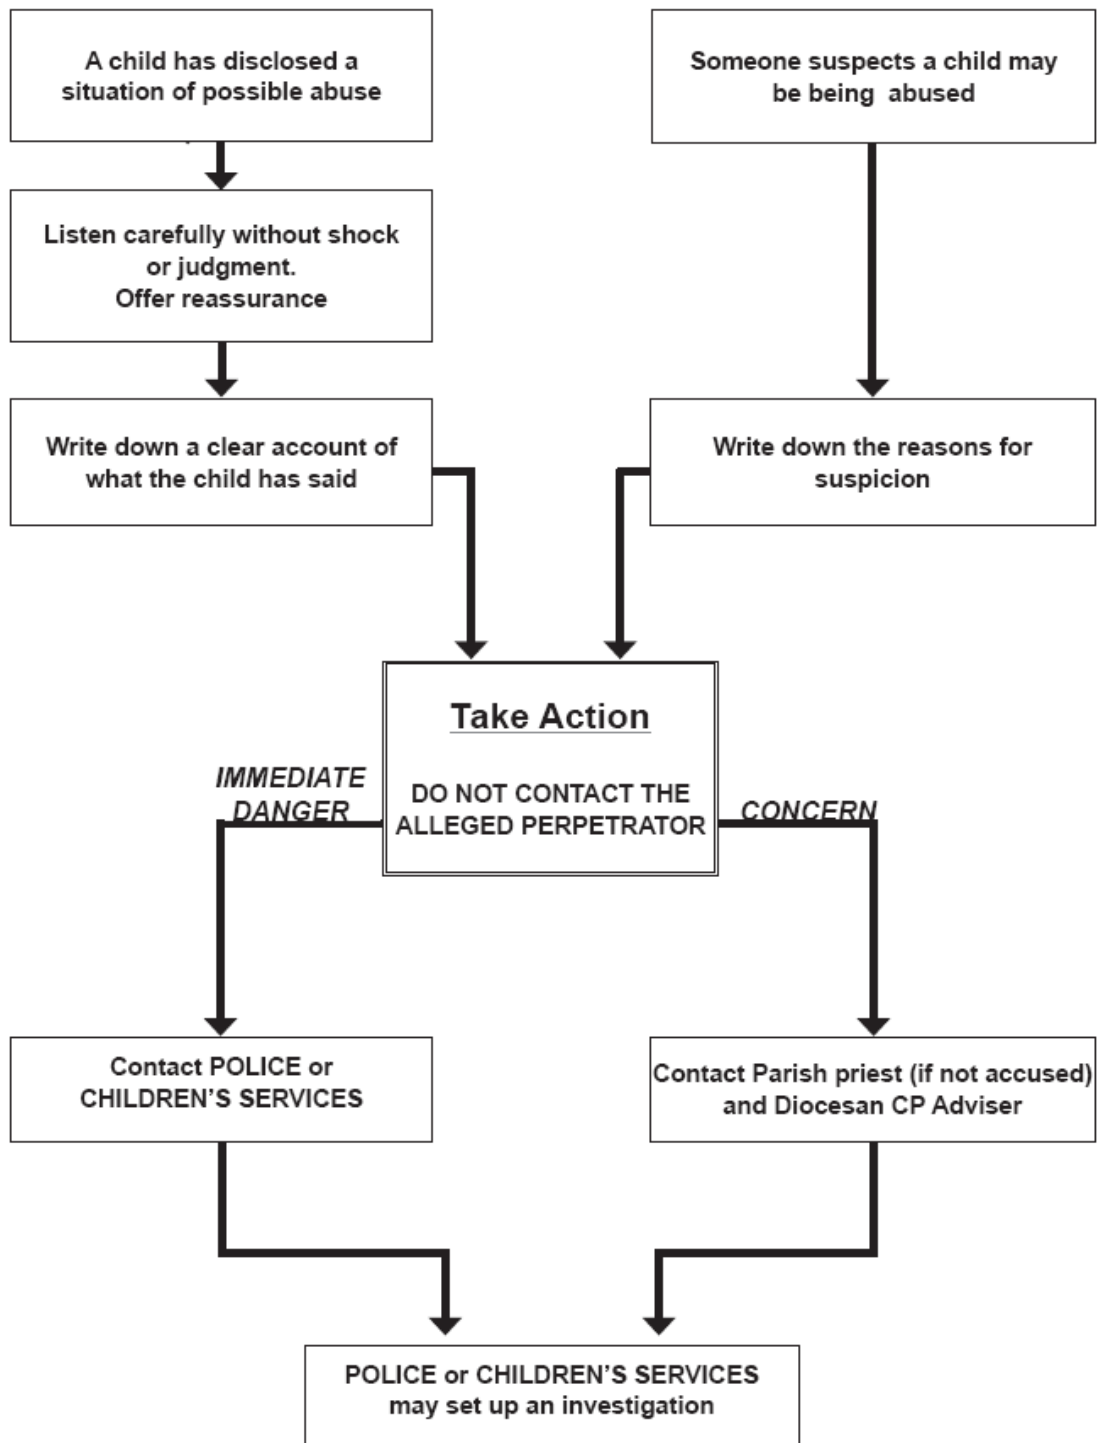 A child has disclosed a
situation of possible abuse
Someone suspects a child may
be being abused
Listen carefully without shock
or judgment.
Offer reassurance
Write down a clear account of
what the child has said
Write down the reasons for
suspicion
Take Action
DO NOT CONTACT THE
ALLEGED PERPETRATOR
IMMEDIATE
DANGER
CONCERN
Contact POLICE or
CHILDREN'S SERVICES
Contact Parish priest (if not accused)
and Diocesan CP Adviser
POLICE or CHILDREN'S SERVICES
may set up an investigation